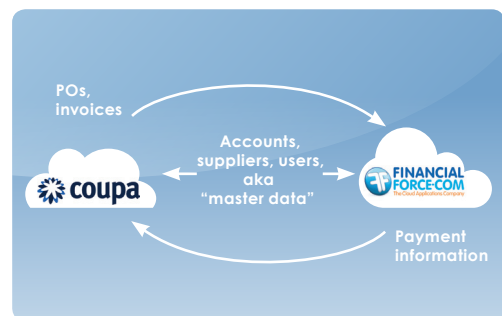 POs,
invoices
Accounts,
suppliers, users,
aka
“master data”
coupa
FINANCIAL
FORCE.COM
The Cloud Applications Company
Payment
information